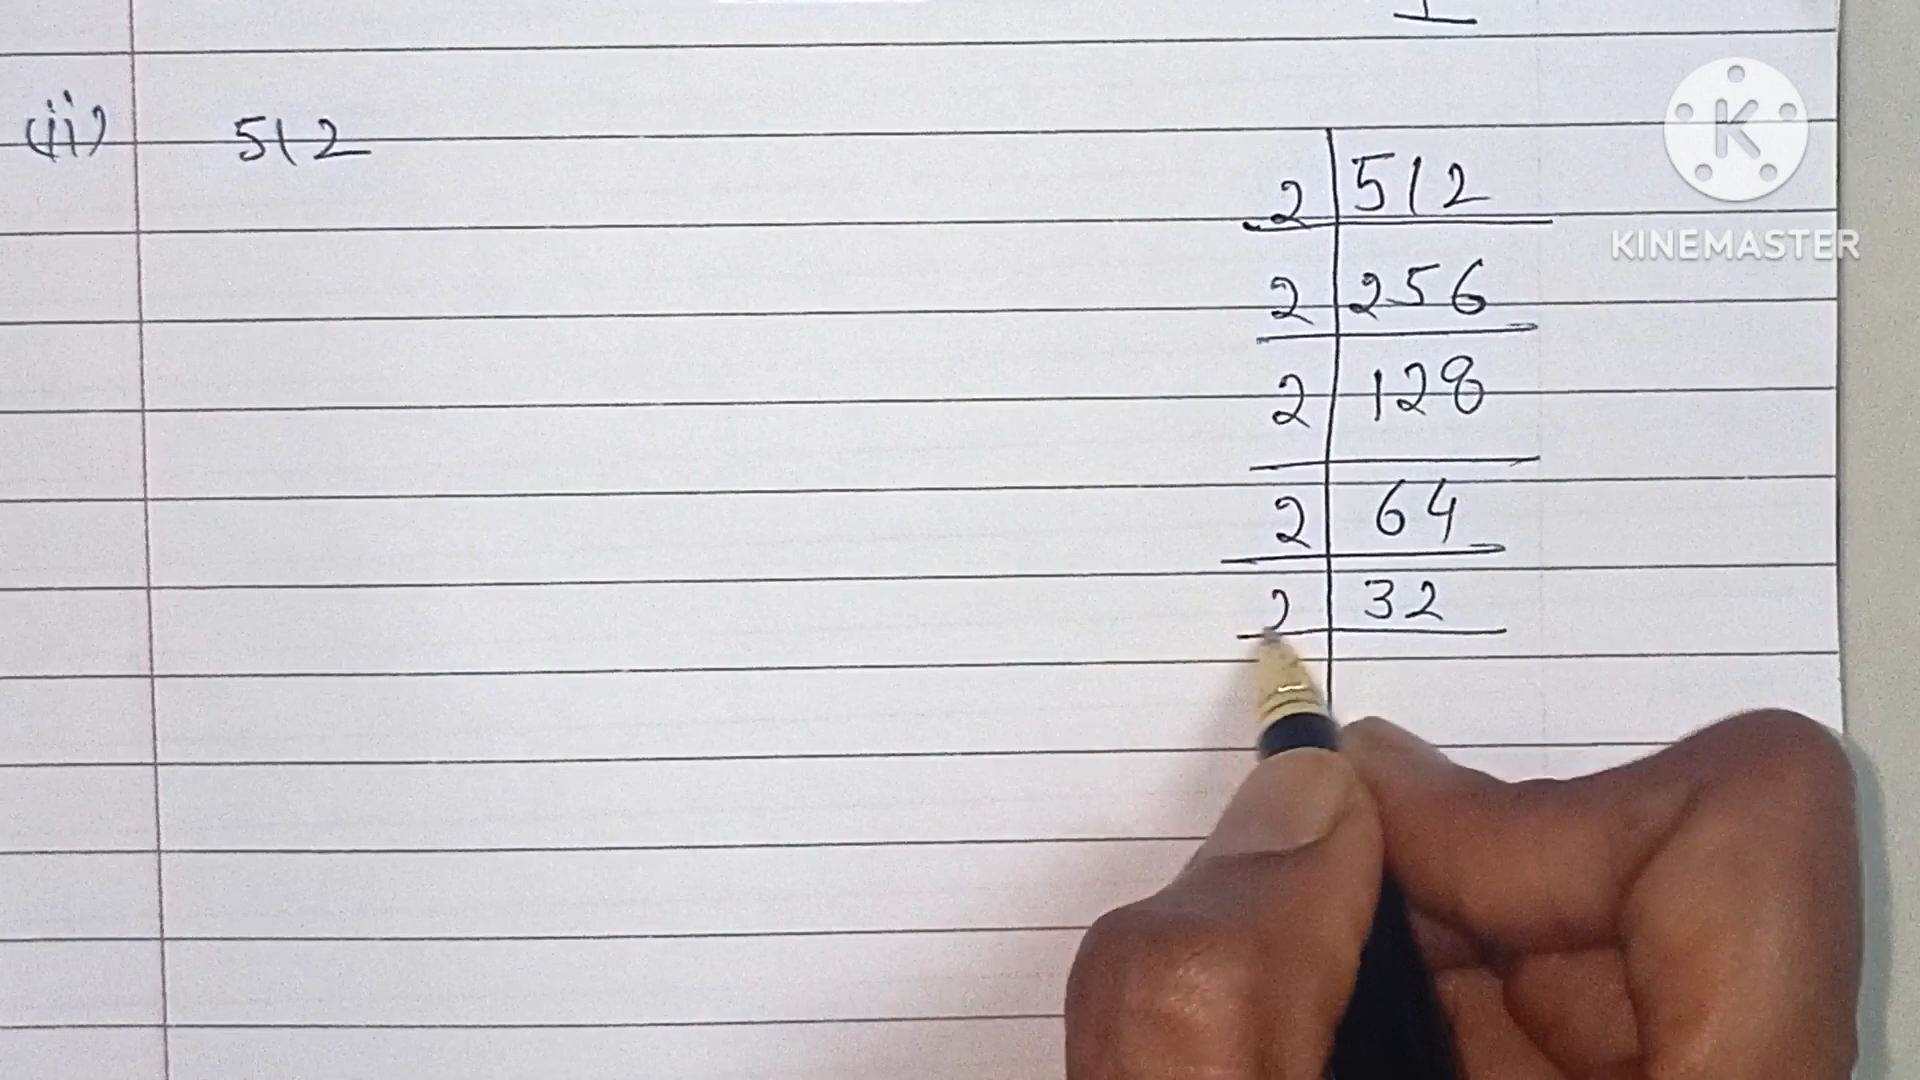 (ii) 512
2 | 512
2 | 256
2 | 128
2 | 64
2 | 32
K
KINEMASTER